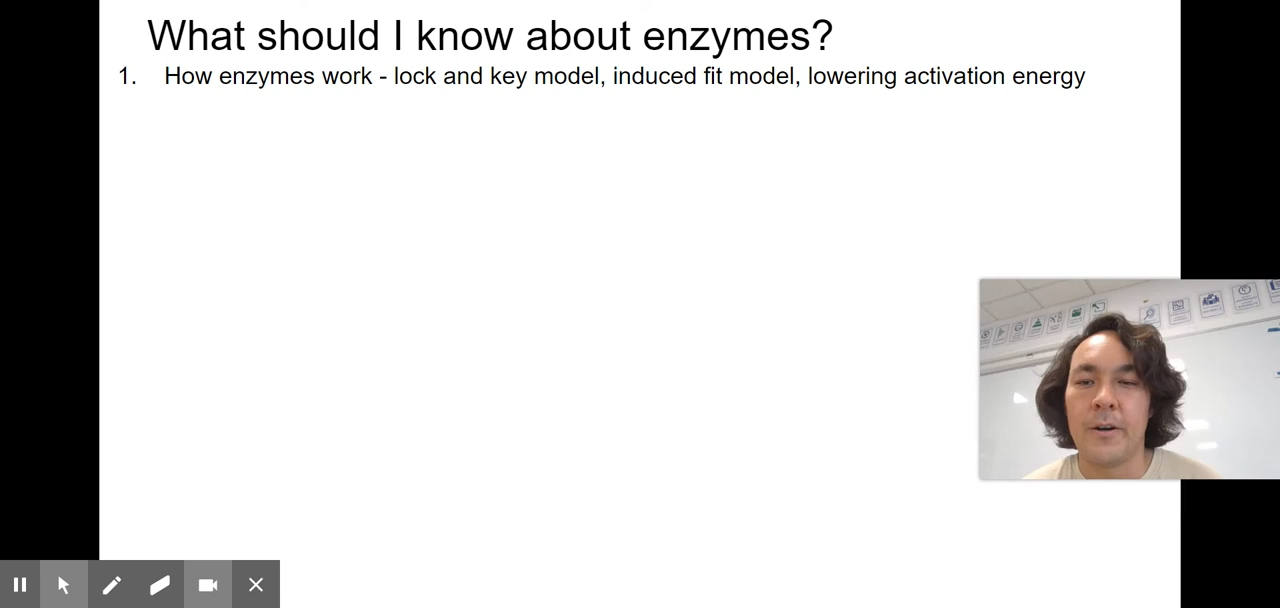 What should I know about enzymes?
1. How enzymes work - lock and key model, induced fit model, lowering activation energy